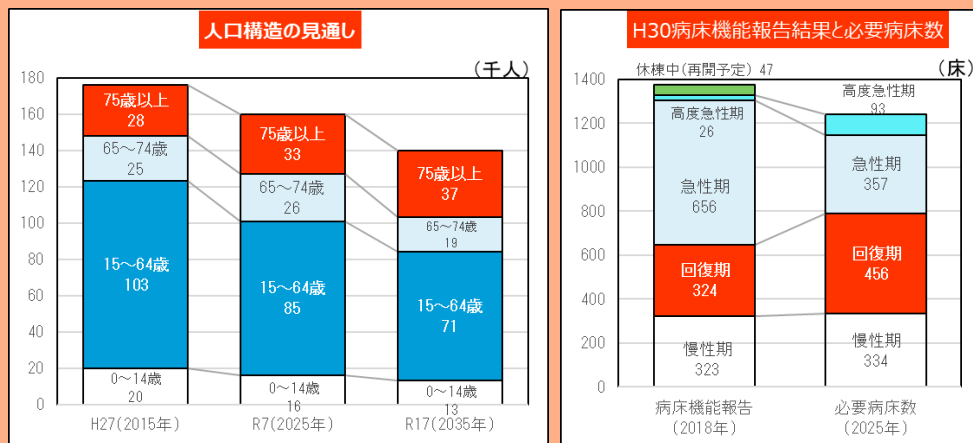 人口構造の見通し
(千人)
180
160
140
120
100
80
60
40
20
0
75歳以上
28
65～74歳
25
15～64歳
103
0～14歳
20
75歳以上
33
65～74歳
26
15～64歳
85
0～14歳
16
75歳以上
37
65～74歳
19
15～64歳
71
0～14歳
13
H27(2015年)
R7(2025年)
R17(2035年)
H30病床機能報告結果と必要病床数
(床)
休棟中(再開予定) 47
1400
1200
1000
800
600
400
200
0
高度急性期
26
急性期
656
回復期
324
慢性期
323
高度急性期
93
急性期
357
回復期
456
慢性期
334
病床機能報告
(2018年)
必要病床数
(2025年)